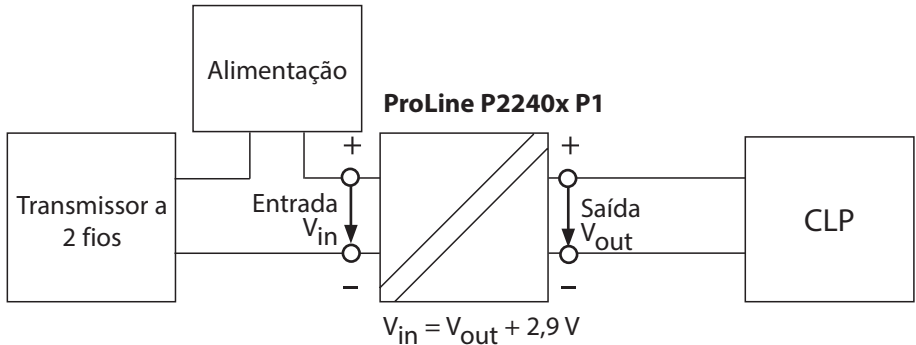 Alimentação
ProLine P2240x P1
Transmissor a
2 fios
+
Entrada
Vin
–
+
Saída
Vout
–
CLP
Vin = Vout + 2,9 V